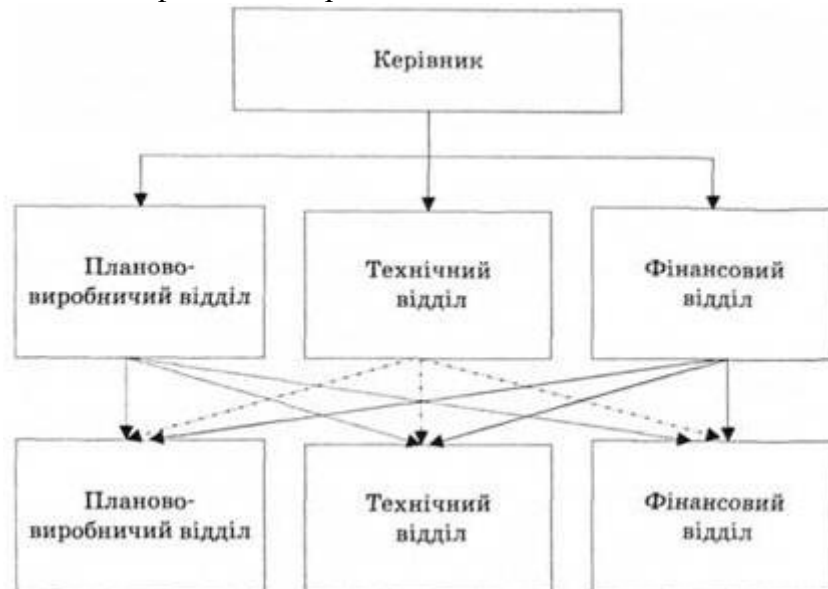 Керівник
Планово-
виробничий відділ
Технічний
відділ
Фінансовий
відділ
Планово-
виробничий відділ
Технічний
відділ
Фінансовий
відділ